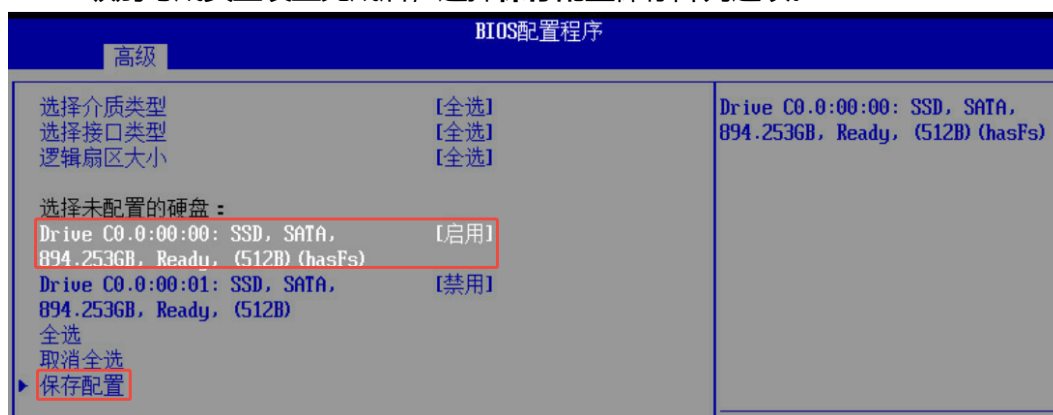 BIOS配置程序
高级
选择介质类型 [全选]
选择接口类型 [全选]
逻辑扇区大小 [全选]
选择未配置的硬盘：
Drive C0.0:00:00: SSD, SATA, [启用]
894.253GB, Ready, (512B)(hasFs)
Drive C0.0:00:01: SSD, SATA, [禁用]
894.253GB, Ready, (512B)
全选
取消全选
保存配置
Drive C0.0:00:00: SSD, SATA,
894.253GB, Ready, (512B)(hasFs)